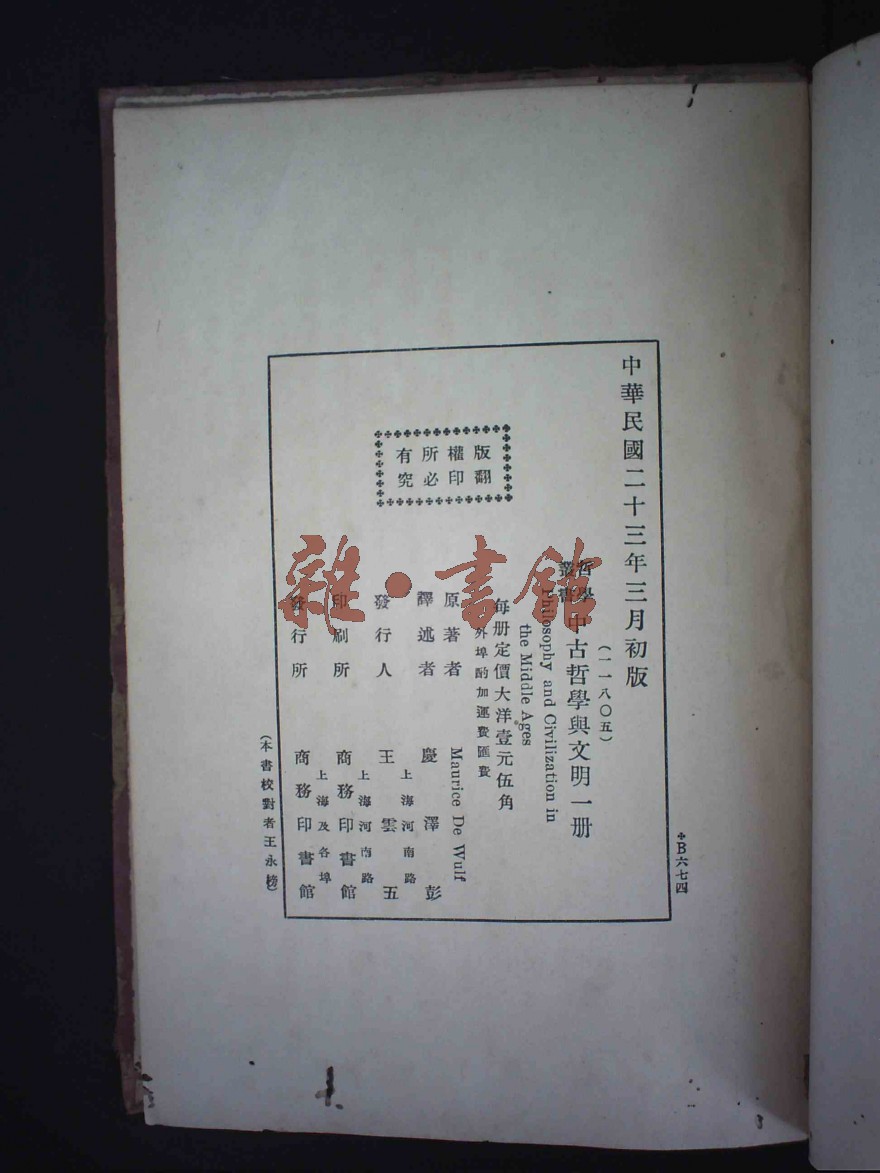 中華民國二十三年三月初版
(一一八〇五)
哲學
叢書
中古哲學與文明一册
Philosophy and Civilization in
the Middle Ages
每册定價大洋壹元伍角
外埠酌加運費匯費
版權所有
翻印必究
原著者 Maurice De Wulf
譯述者 慶澤彭
發行人 王雲五
上海河南路
印刷所 商務印書館
上海河南路
發行所 商務印書館
上海及各埠
(本書校對者王永榜)
B六七四
雜·書館